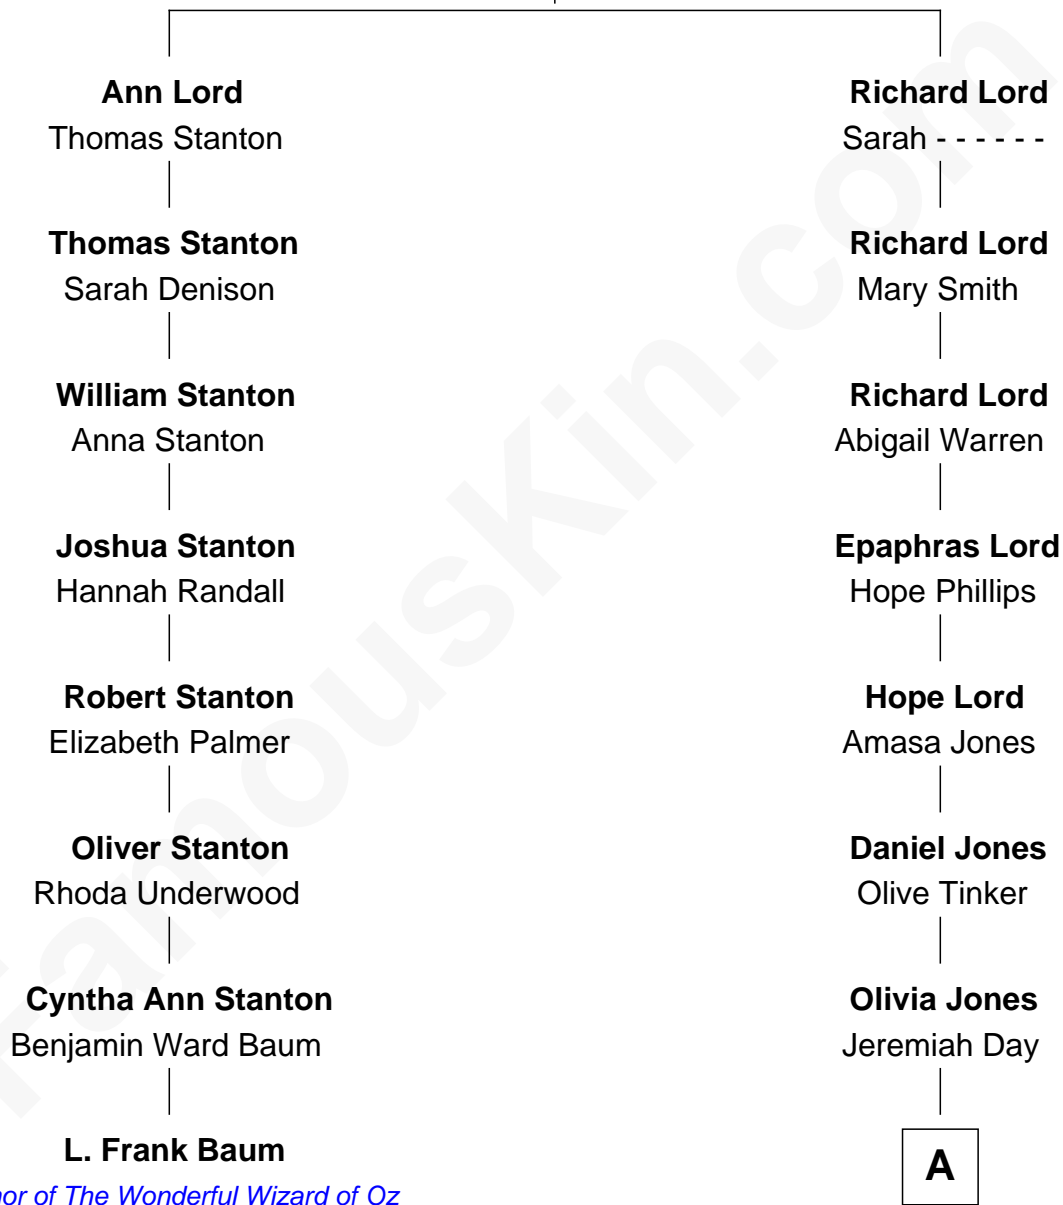 Ann Lord
Thomas Stanton
Thomas Stanton
Sarah Denison
William Stanton
Anna Stanton
Joshua Stanton
Hannah Randall
Robert Stanton
Elizabeth Palmer
Oliver Stanton
Rhoda Underwood
Cyntha Ann Stanton
Benjamin Ward Baum
L. Frank Baum
of The Wonderful Wizard of Oz
Richard Lord
Sarah - - - - - -
Richard Lord
Mary Smith
Richard Lord
Abigail Warren
Epaphras Lord
Hope Phillips
Hope Lord
Amasa Jones
Daniel Jones
Olive Tinker
Olivia Jones
Jeremiah Day
A
FamousKin.com